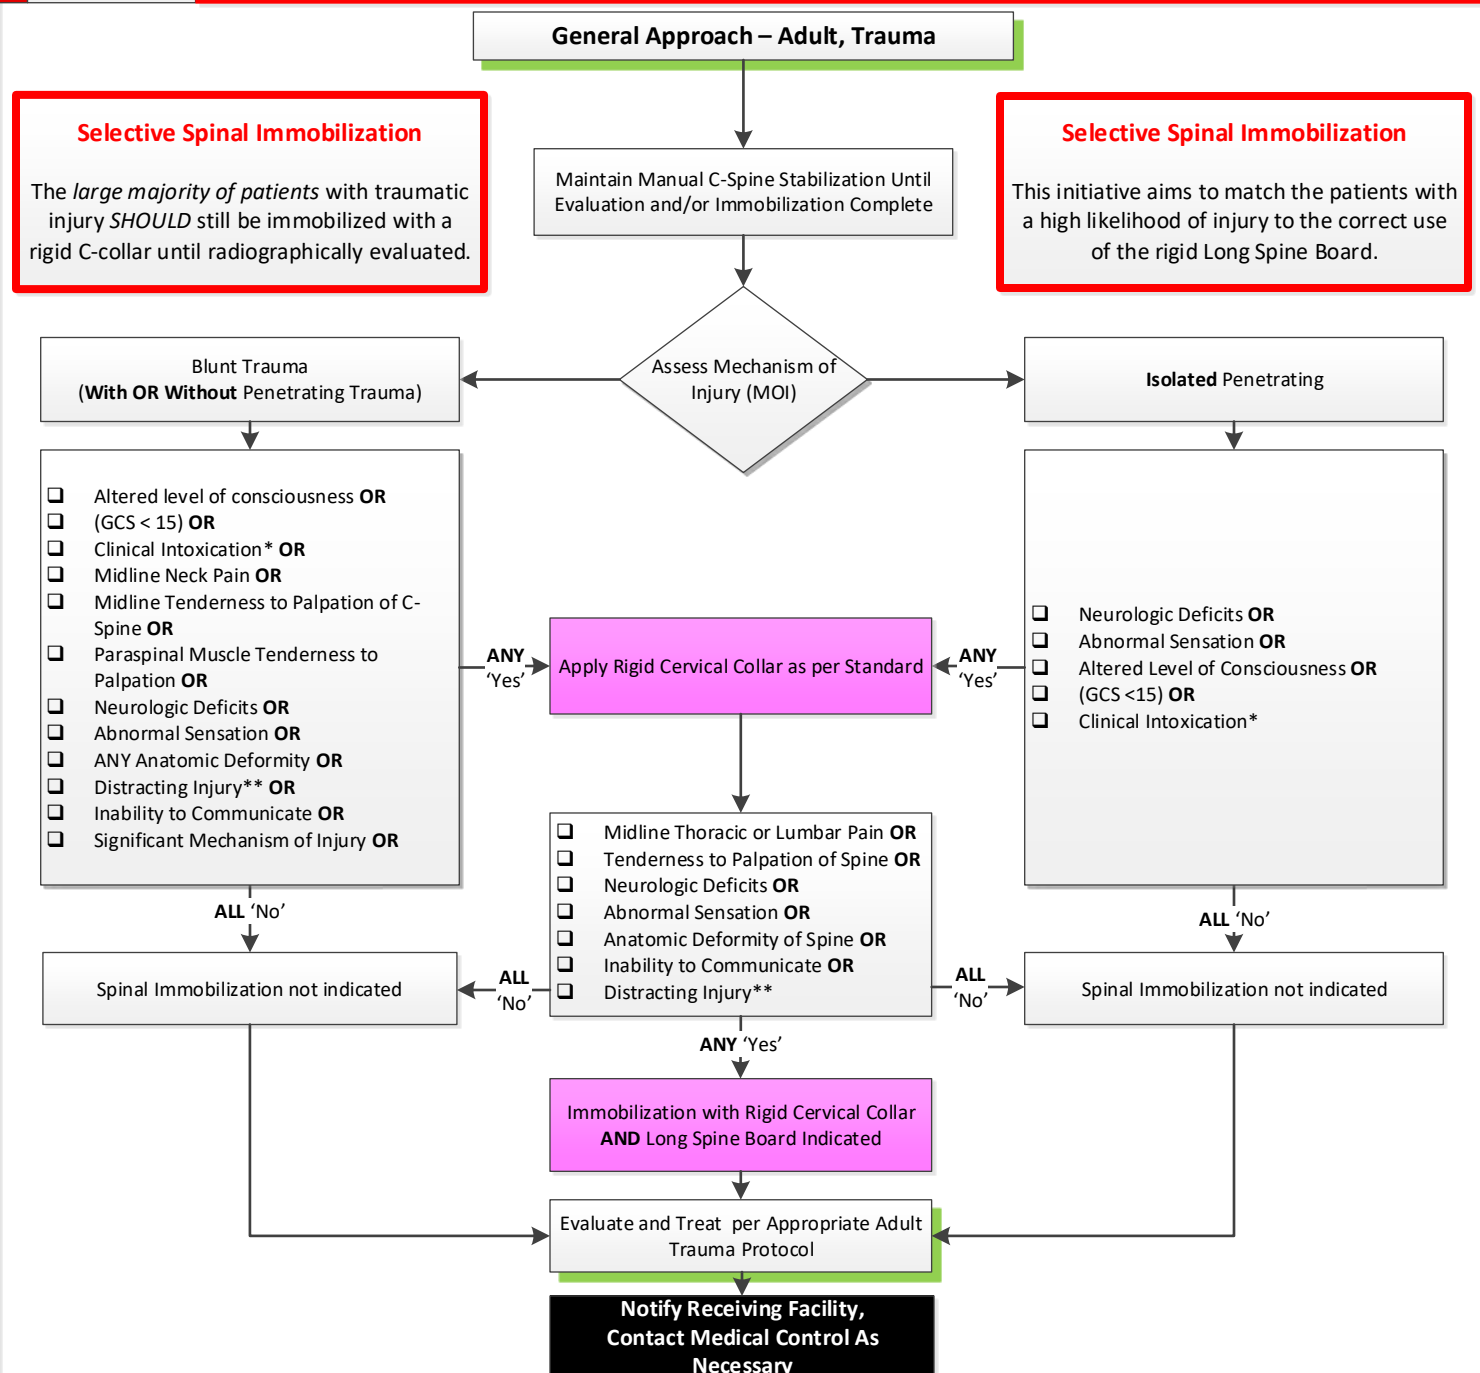 General Approach – Adult, Trauma
Selective Spinal Immobilization
The large majority of patients with traumatic
injury SHOULD still be immobilized with a
rigid C-collar until radiographically evaluated.
Maintain Manual C-Spine Stabilization Until
Evaluation and/or Immobilization Complete
Selective Spinal Immobilization
This initiative aims to match the patients with
a high likelihood of injury to the correct use
of the rigid Long Spine Board.
Assess Mechanism of
Injury (MOI)
Blunt Trauma
(With OR Without Penetrating Trauma)
Isolated Penetrating
Altered level of consciousness OR
(GCS < 15) OR
Clinical Intoxication* OR
Midline Neck Pain OR
Midline Tenderness to Palpation of C-
Spine OR
Paraspinal Muscle Tenderness to
Palpation OR
Neurologic Deficits OR
Abnormal Sensation OR
ANY Anatomic Deformity OR
Distracting Injury** OR
Inability to Communicate OR
Significant Mechanism of Injury OR
ANY
'Yes'
Apply Rigid Cervical Collar as per Standard
ANY
'Yes'
Neurologic Deficits OR
Abnormal Sensation OR
Altered Level of Consciousness OR
(GCS <15) OR
Clinical Intoxication*
Midline Thoracic or Lumbar Pain OR
Tenderness to Palpation of Spine OR
Neurologic Deficits OR
Abnormal Sensation OR
Anatomic Deformity of Spine OR
Inability to Communicate OR
Distracting Injury**
ALL 'No'
ALL 'No'
Spinal Immobilization not indicated
ALL
'No'
ALL
'No'
Spinal Immobilization not indicated
ANY 'Yes'
Immobilization with Rigid Cervical Collar
AND Long Spine Board Indicated
Evaluate and Treat  per Appropriate Adult
Trauma Protocol
Notify Receiving Facility,
Contact Medical Control As
Necessary